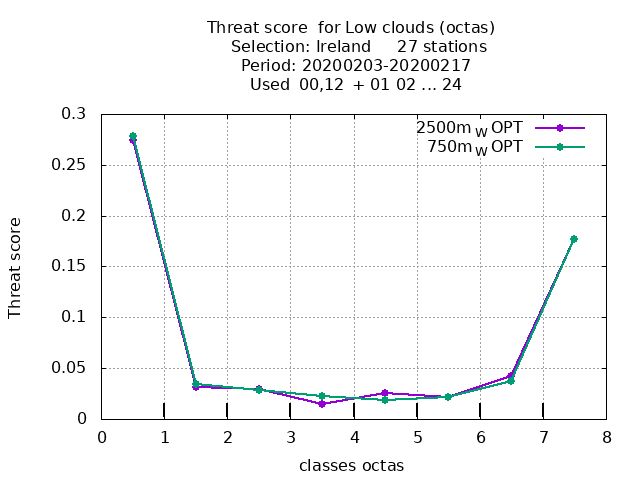 Threat score  for Low clouds (octas)
Selection: Ireland     27 stations
Period: 20200203-20200217
Used  00,12  + 01 02 ... 24
2500m W OPT
750m W OPT
0.3
0.25
0.2
0.15
0.1
0.05
0
Threat score
0 1 2 3 4 5 6 7 8
classes octas